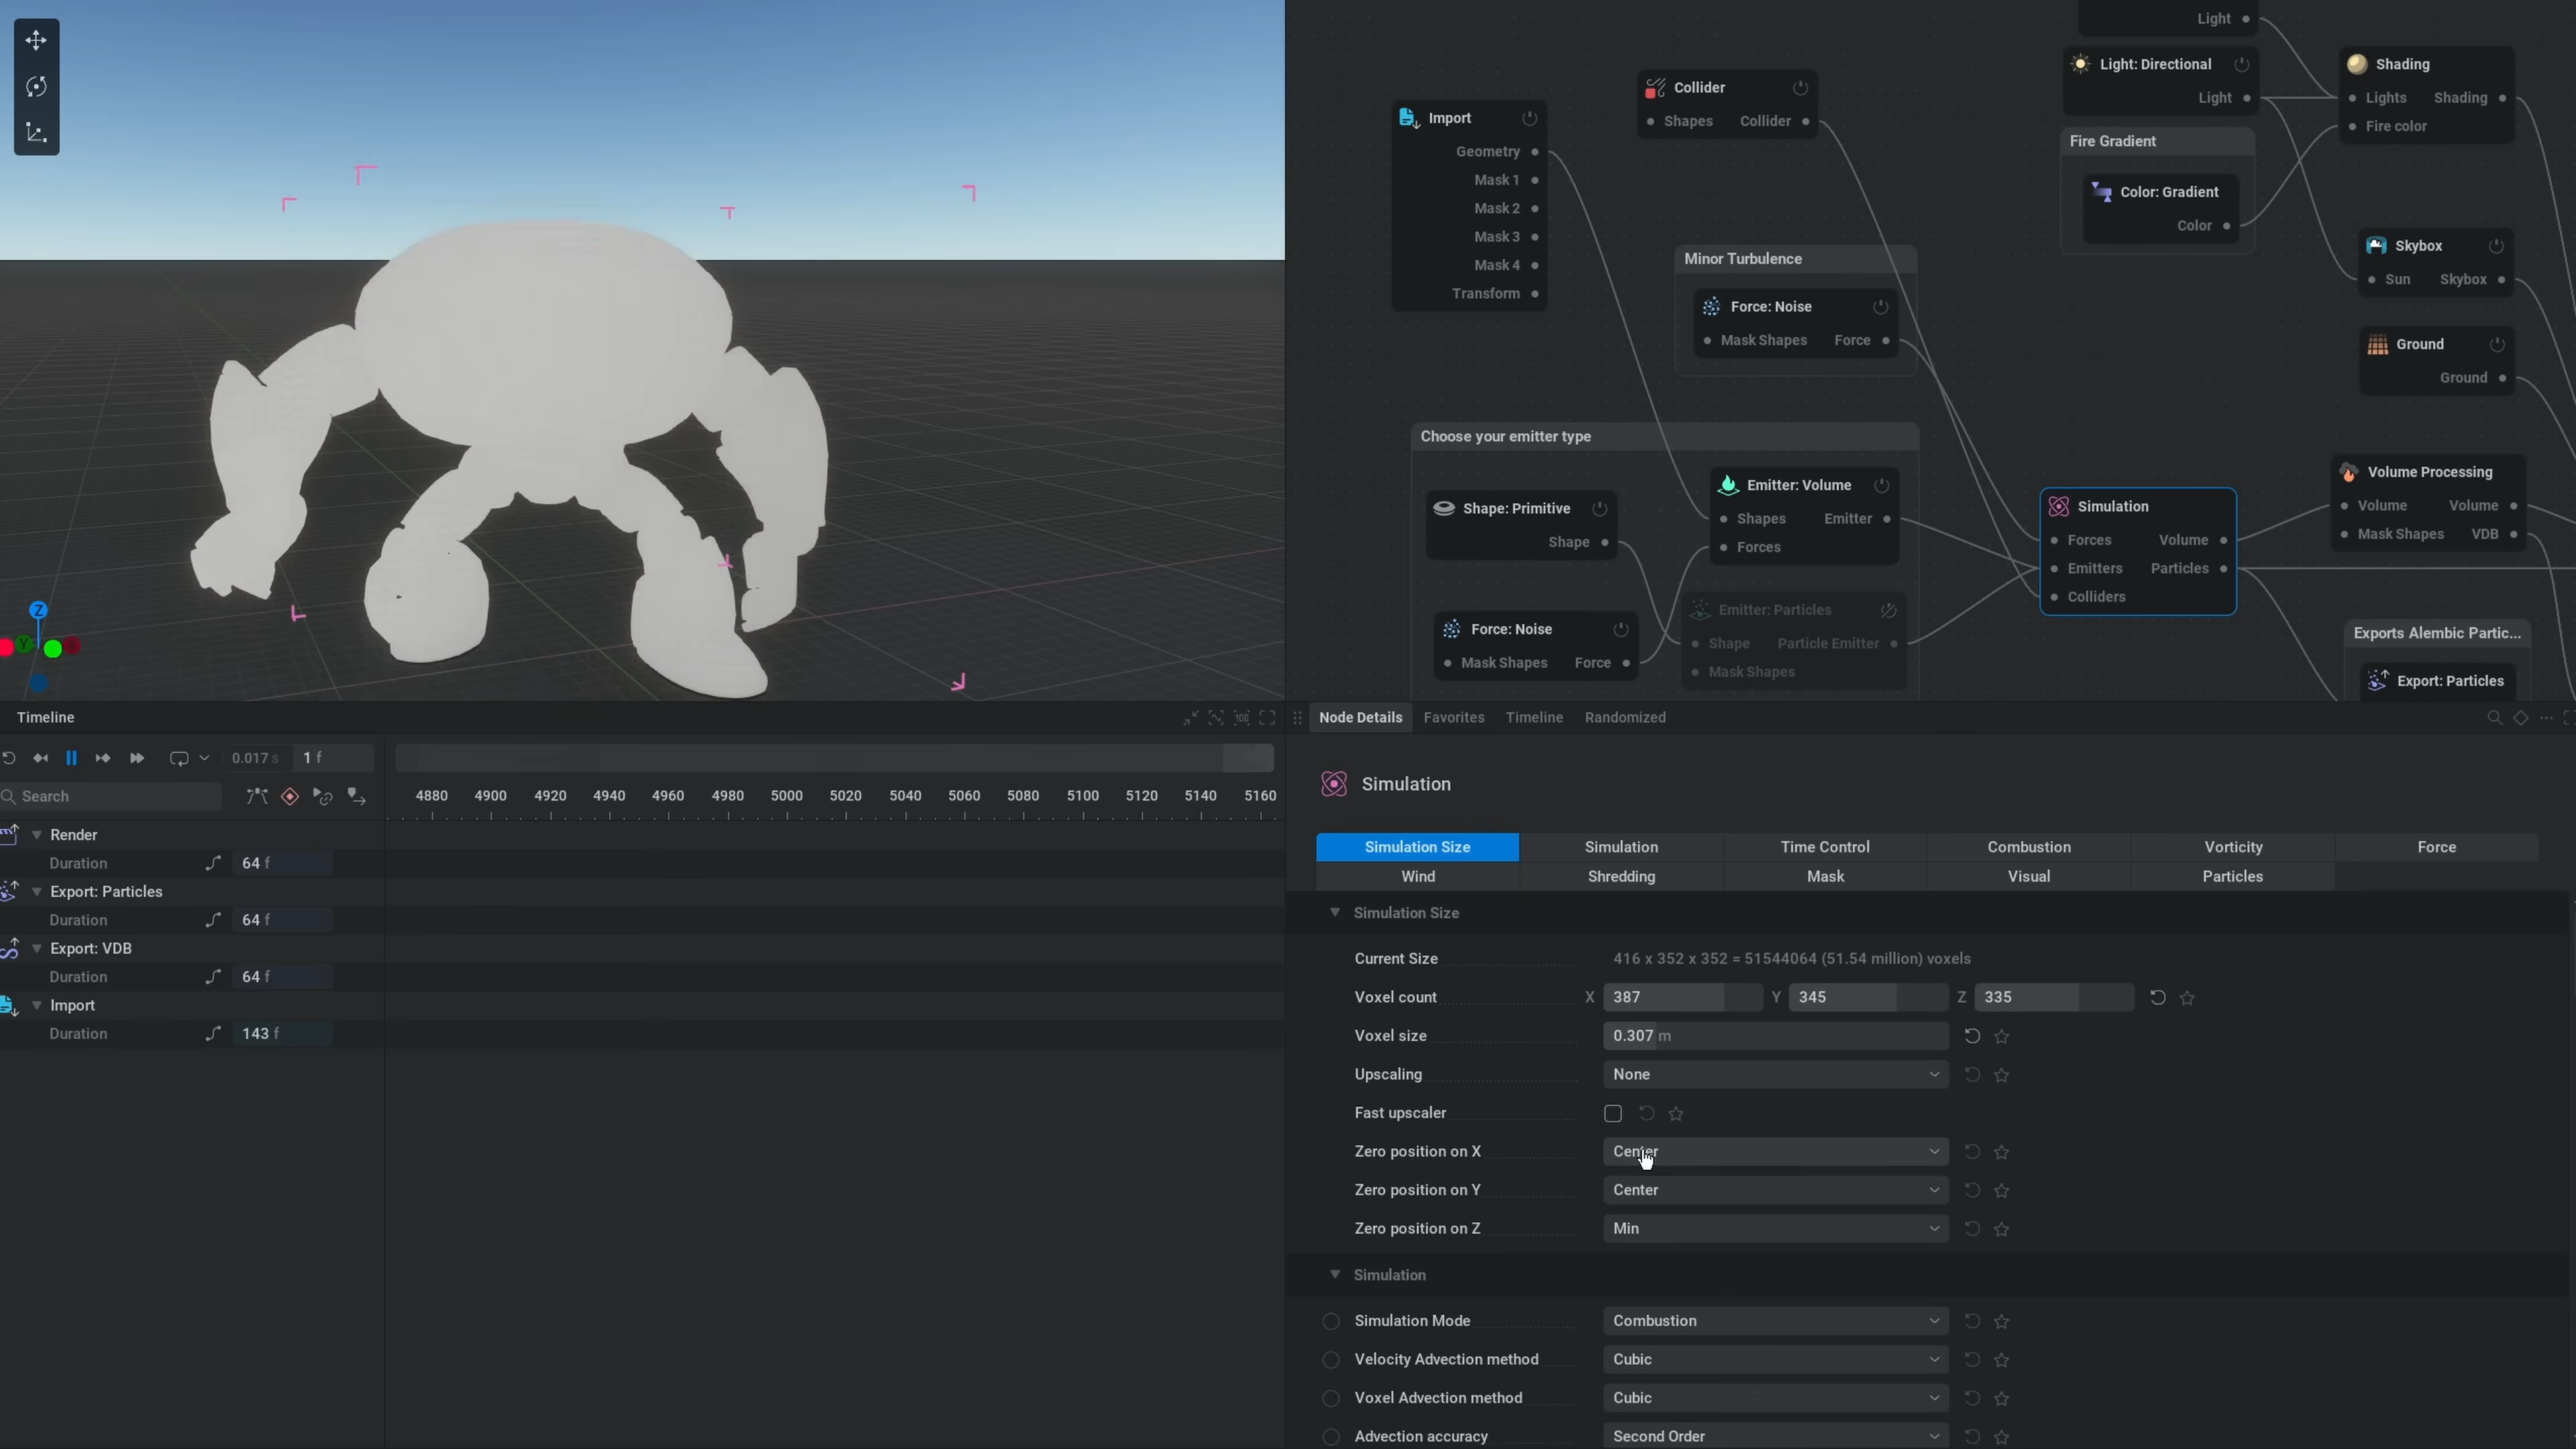 Light
Light: Directional
Light
Shading
Lights Shading
Fire color
Fire Gradient
Color: Gradient
Color
Import
Geometry
Mask 1
Mask 2
Mask 3
Mask 4
Transform
Collider
Shapes Collider
Minor Turbulence
Force: Noise
Mask Shapes Force
Skybox
Sun Skybox
Ground
Ground
Choose your emitter type
Shape: Primitive
Shape
Emitter: Volume
Shapes Emitter
Forces
Force: Noise
Mask Shapes Force
Emitter: Particles
Shape Particle Emitter
Mask Shapes
Simulation
Forces Volume
Emitters Particles
Colliders
Volume Processing
Volume Volume
Mask Shapes VDB
Exports Alembic Partic...
Export: Particles
Z
Y
Timeline
0.017 s 1 f
Search
4880 4900 4920 4940 4960 4980 5000 5020 5040 5060 5080 5100 5120 5140 5160
Render
Duration 64 f
Export: Particles
Duration 64 f
Export: VDB
Duration 64 f
Import
Duration 143 f
Node Details Favorites Timeline Randomized
Simulation
Simulation Size Simulation Time Control Combustion Vorticity Force
Wind Shredding Mask Visual Particles
Simulation Size
Current Size 416 x 352 x 352 = 51544064 (51.54 million) voxels
Voxel count X 387 Y 345 Z 335
Voxel size 0.307 m
Upscaling None
Fast upscaler
Zero position on X Center
Zero position on Y Center
Zero position on Z Min
Simulation
Simulation Mode Combustion
Velocity Advection method Cubic
Voxel Advection method Cubic
Advection accuracy Second Order